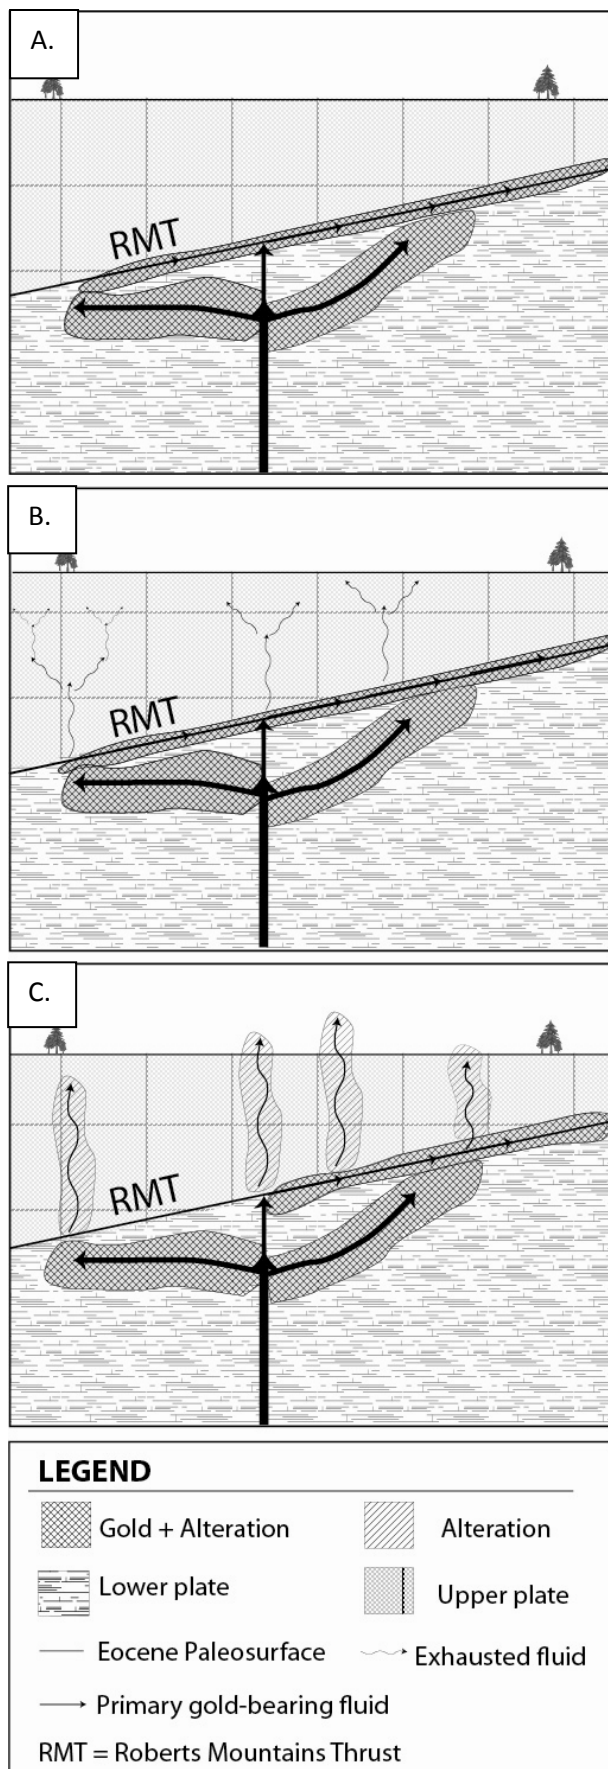 A.
RMT
B.
RMT
C.
RMT
LEGEND
Gold + Alteration
Alteration
Lower plate
Upper plate
Eocene Paleosurface
Exhausted fluid
Primary gold-bearing fluid
RMT = Roberts Mountains Thrust